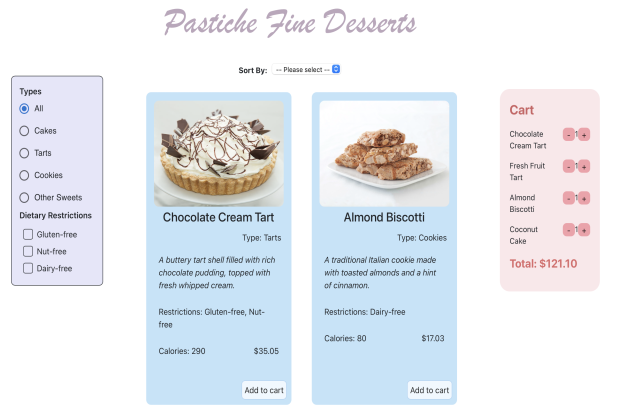 Pastiche Fine Desserts
Sort By: -- Please select --
Types
All
Cakes
Tarts
Cookies
Other Sweets
Dietary Restrictions
Gluten-free
Nut-free
Dairy-free
Chocolate Cream Tart
Type: Tarts
A buttery tart shell filled with rich
chocolate pudding, topped with
fresh whipped cream.
Restrictions: Gluten-free, Nut-
free
Calories: 290 $35.05
Add to cart
Almond Biscotti
Type: Cookies
A traditional Italian cookie made
with toasted almonds and a hint
of cinnamon.
Restrictions: Dairy-free
Calories: 80 $17.03
Add to cart
Cart
Chocolate - 1 +
Cream Tart
Fresh Fruit - 1 +
Tart
Almond - 1 +
Biscotti
Coconut - 1 +
Cake
Total: $121.10